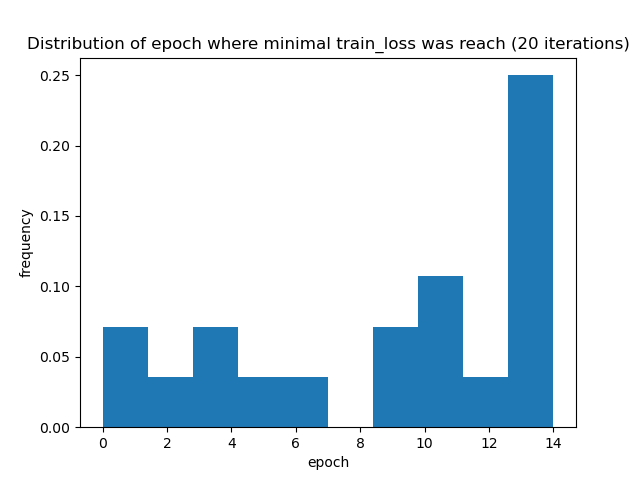 Distribution of epoch where minimal train_loss was reach (20 iterations)
0.25
0.20
0.15
0.10
0.05
0.00
frequency
0 2 4 6 8 10 12 14
epoch